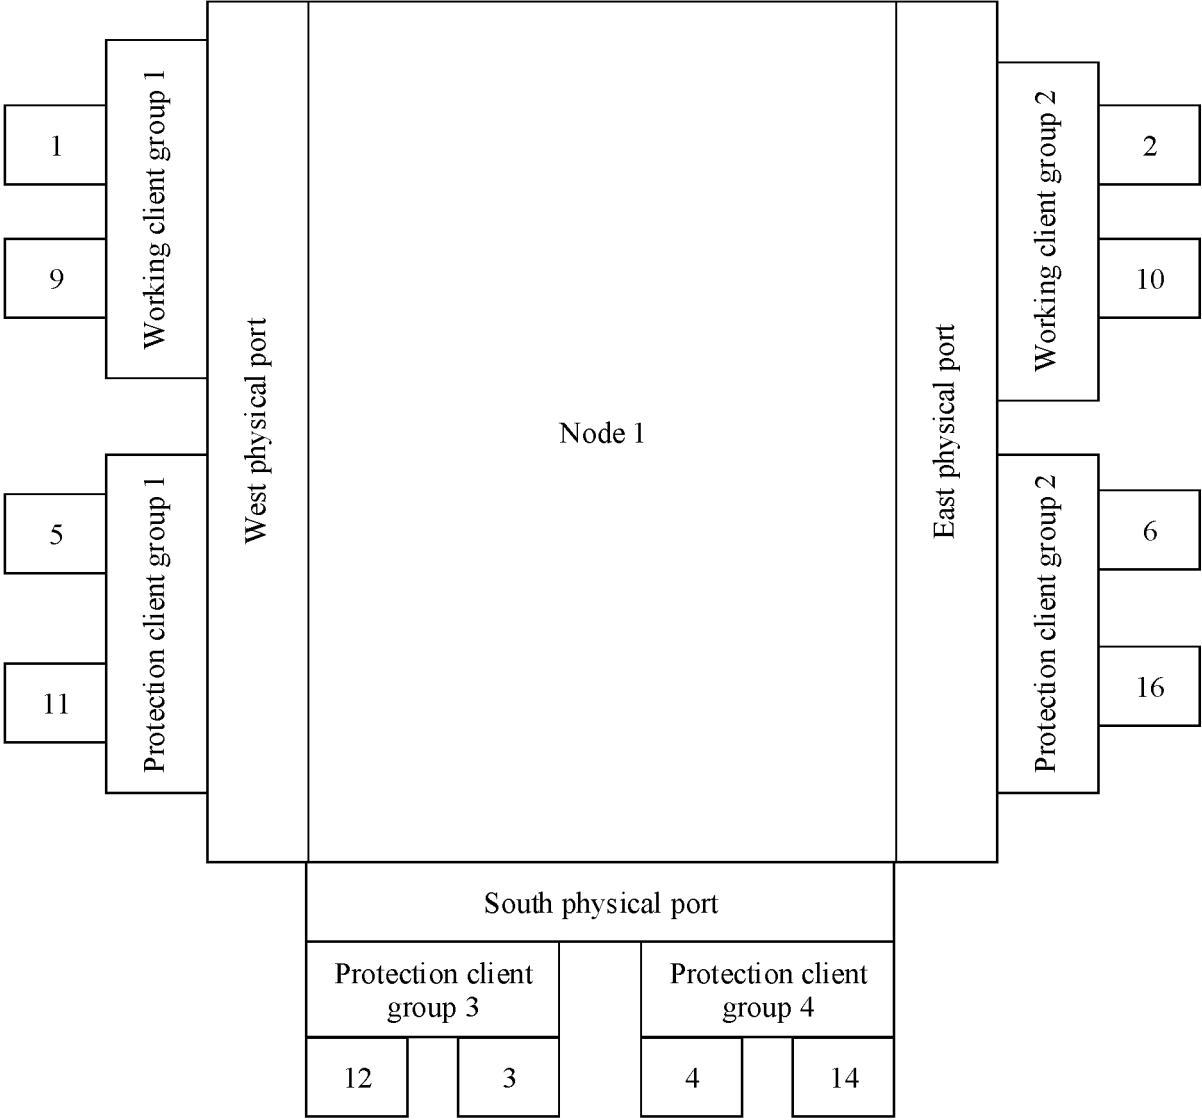 Working client group 1
1
9
Protection client group 1
5
11
West physical port
Node 1
East physical port
Working client group 2
2
10
Protection client group 2
6
16
South physical port
Protection client
group 3
12
3
Protection client
group 4
4
14